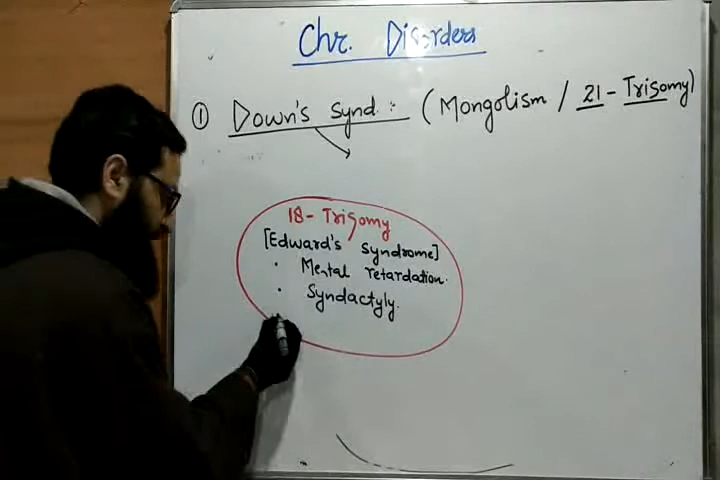 Chr. Disorders
① Down's Synd : (Mongolism / 21 - Trisomy)
18 - Trisomy
[Edward's Syndrome]
· Mental retardation.
· Syndactyly.